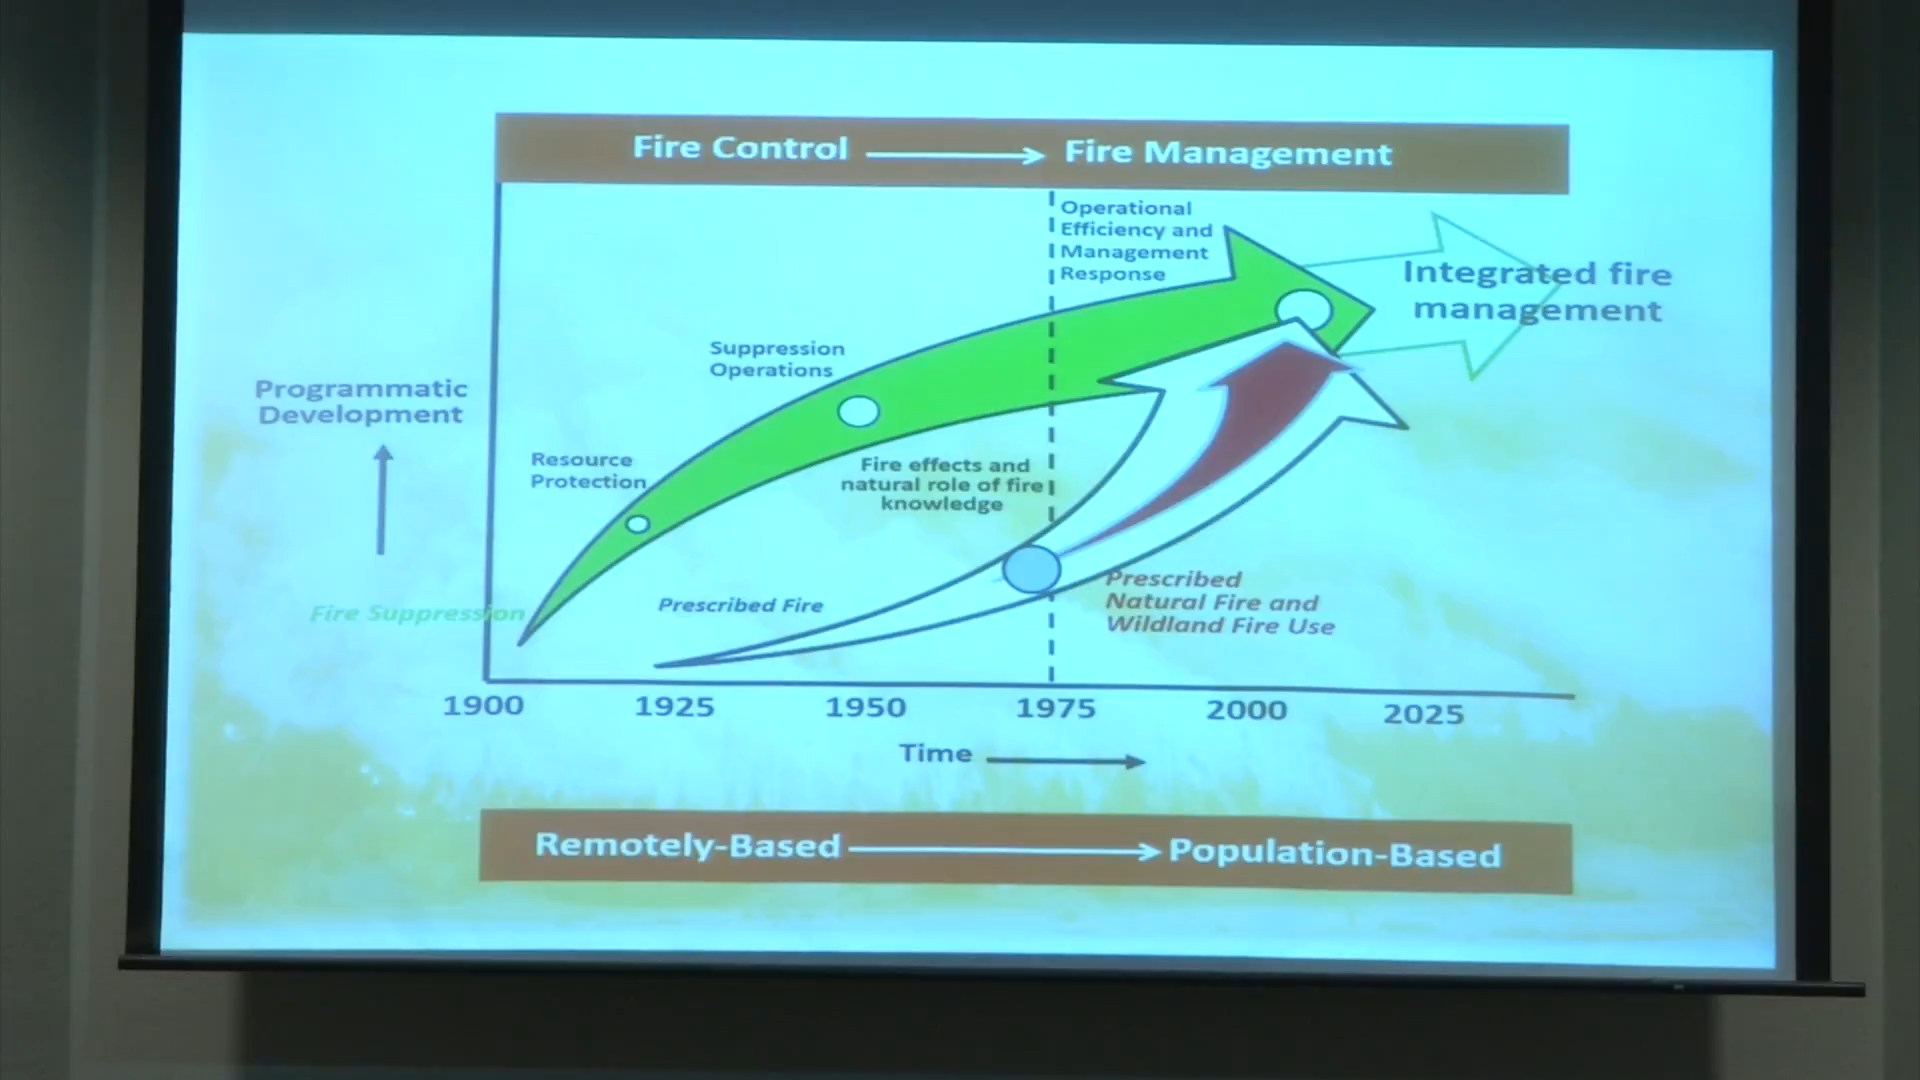 Fire Control
Fire Management
Operational
Efficiency and
Management
Response
Integrated fire
management
Suppression
Operations
Programmatic
Development
Resource
Protection
Fire effects and
natural role of fire
knowledge
Fire Suppression
Prescribed Fire
Prescribed
Natural Fire and
Wildland Fire Use
1900 1925 1950 1975 2000 2025
Time
Remotely-Based
Population-Based